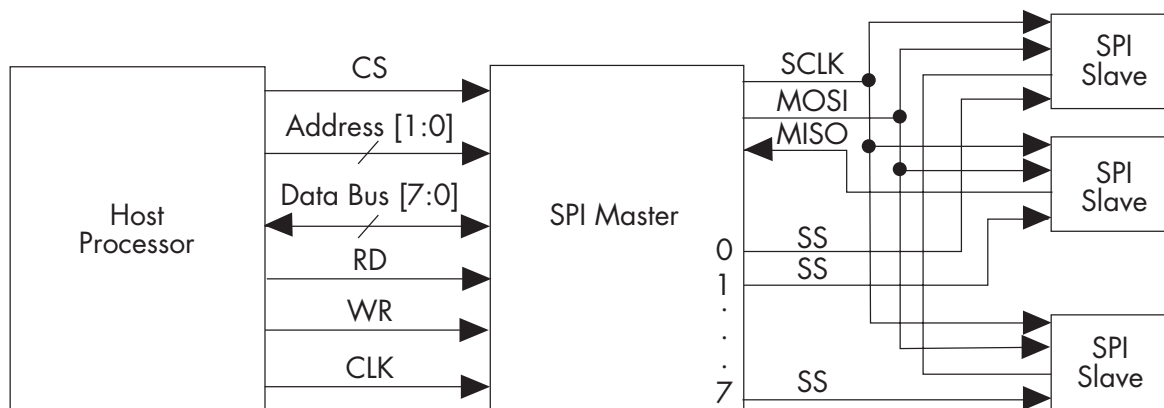 CS
Address [1:0]
Data Bus [7:0]
RD
WR
CLK
Host
Processor
SPI Master
SCLK
MOSI
MISO
0
SS
1
SS
.
.
.
.
7
SS
SPI
Slave
SPI
Slave
SPI
Slave